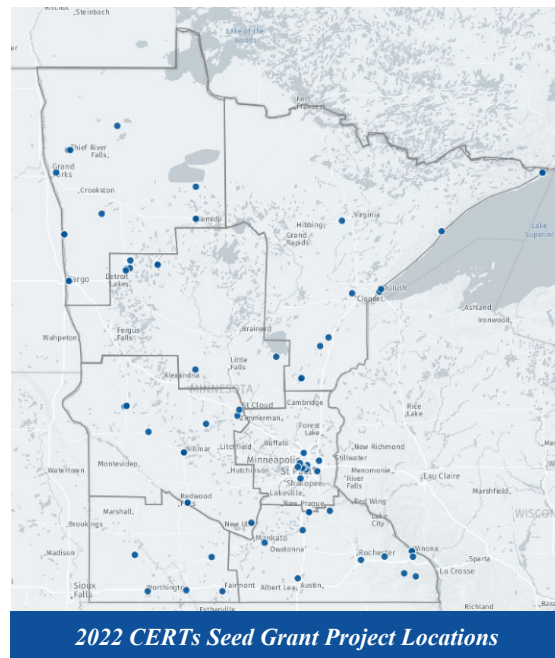 Steinbach
Lake of the
Woods
Fort
Frances
Thief River
Falls
Grand
Forks
Crookston
Bemidji
Hibbing
Virginia
Grand
Rapids
Lake
Superior
Fargo
Detroit
Lakes
Duluth
Cloquet
Ashland
Ironwood
Wahpeton
Fergus
Falls
Brainerd
Little
Falls
Alexandria
MINNESOTA
St Cloud
Cambridge
Zimmerman
Rice
Lake
Forest
Lake
Buffalo
New Richmond
Willmar
Litchfield
Minneapolis
Stillwater
St Paul
Menomonie
Watertown
Montevideo
Hutchinson
Shakopee
River
Falls
Eau Claire
Marshfield
Lakeville
Redwood
Falls
New Prague
Red Wing
WISCON
Marshall
Lake
City
Brookings
New Ulm
Mankato
Madison
Owatonna
Rochester
Winona
Sparta
La Crosse
Sioux
Falls
Worthington
Fairmont
Albert Lea
Austin
Estherville
Richland
Bara
2022 CERTs Seed Grant Project Locations